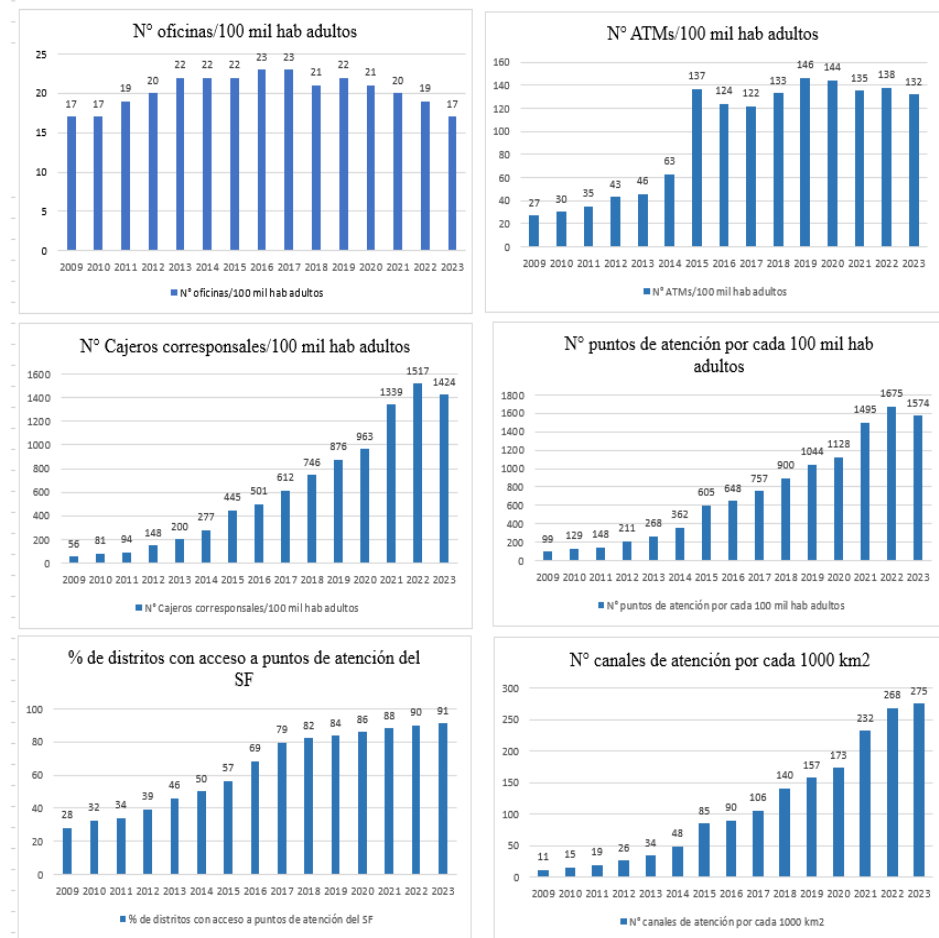 N° oficinas/100 mil hab adultos
25
20
15
10
5
0
17 17 19 20 22 22 22 23 23 21 22 21 20 19 17
2009 2010 2011 2012 2013 2014 2015 2016 2017 2018 2019 2020 2021 2022 2023
N° oficinas/100 mil hab adultos
N° ATMs/100 mil hab adultos
160
140
120
100
80
60
40
20
0
27 30 35 43 46 63 137 124 122 133 146 144 135 138 132
2009 2010 2011 2012 2013 2014 2015 2016 2017 2018 2019 2020 2021 2022 2023
N° ATMs/100 mil hab adultos
N° Cajeros corresponsales/100 mil hab adultos
1600
1400
1200
1000
800
600
400
200
0
56 81 94 148 200 277 445 501 612 746 876 963 1339 1517 1424
2009 2010 2011 2012 2013 2014 2015 2016 2017 2018 2019 2020 2021 2022 2023
N° Cajeros corresponsales/100 mil hab adultos
N° puntos de atención por cada 100 mil hab
adultos
1800
1600
1400
1200
1000
800
600
400
200
0
99 129 148 211 268 362 605 648 757 900 1044 1128 1495 1675 1574
2009 2010 2011 2012 2013 2014 2015 2016 2017 2018 2019 2020 2021 2022 2023
N° puntos de atención por cada 100 mil hab adultos
% de distritos con acceso a puntos de atención del
SF
100
80
60
40
20
0
28 32 34 39 46 50 57 69 79 82 84 86 88 90 91
2009 2010 2011 2012 2013 2014 2015 2016 2017 2018 2019 2020 2021 2022 2023
% de distritos con acceso a puntos de atención del SF
N° canales de atención por cada 1000 km2
300
250
200
150
100
50
0
11 15 19 26 34 48 85 90 106 140 157 173 232 268 275
2009 2010 2011 2012 2013 2014 2015 2016 2017 2018 2019 2020 2021 2022 2023
N° canales de atención por cada 1000 km2